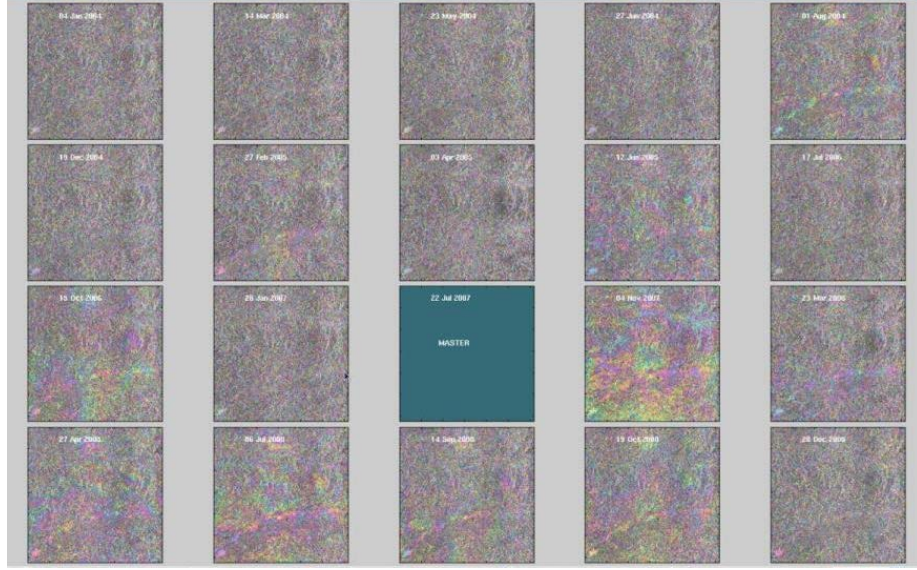 04 Jan 2004
14 Mar 2004
23 May 2004
27 Jun 2004
01 Aug 2004
19 Dec 2004
27 Feb 2005
03 Apr 2005
12 Jun 2005
17 Jul 2006
Oct 2006
28 Jan 2007
22 Jul 2007
MASTER
04 Nov 2007
23 Mar 2008
27 Apr 2008
06 Jul 2008
14 Sep 2008
19 Oct 2008
28 Dec 2008